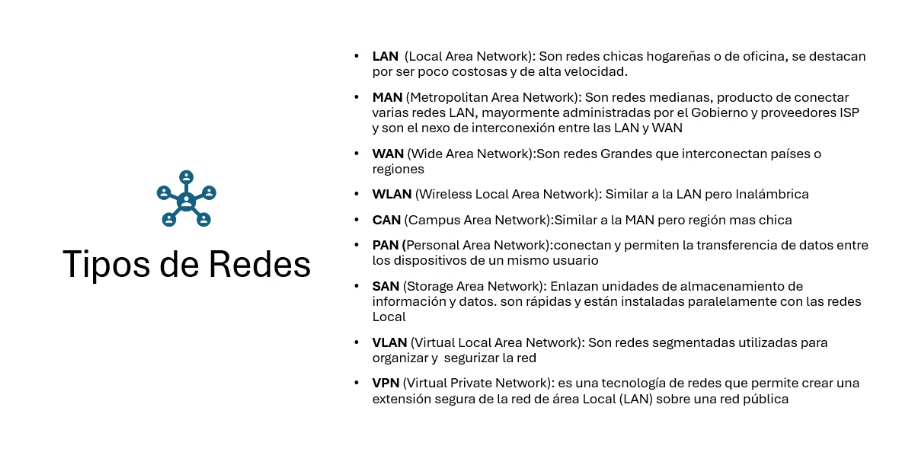 Tipos de Redes
• LAN  (Local Area Network): Son redes chicas hogareñas o de oficina, se destacan
por ser poco costosas y de alta velocidad.
• MAN (Metropolitan Area Network): Son redes medianas, producto de conectar
varias redes LAN, mayormente administradas por el Gobierno y proveedores ISP
y son el nexo de interconexión entre las LAN y WAN
• WAN (Wide Area Network):Son redes Grandes que interconectan países o
regiones
• WLAN (Wireless Local Area Network): Similar a la LAN pero Inalámbrica
• CAN (Campus Area Network):Similar a la MAN pero región mas chica
• PAN (Personal Area Network):conectan y permiten la transferencia de datos entre
los dispositivos de un mismo usuario
• SAN (Storage Area Network): Enlazan unidades de almacenamiento de
información y datos. son rápidas y están instaladas paralelamente con las redes
Local
• VLAN (Virtual Local Area Network): Son redes segmentadas utilizadas para
organizar y  segurizar la red
• VPN (Virtual Private Network): es una tecnología de redes que permite crear una
extensión segura de la red de área Local (LAN) sobre una red pública